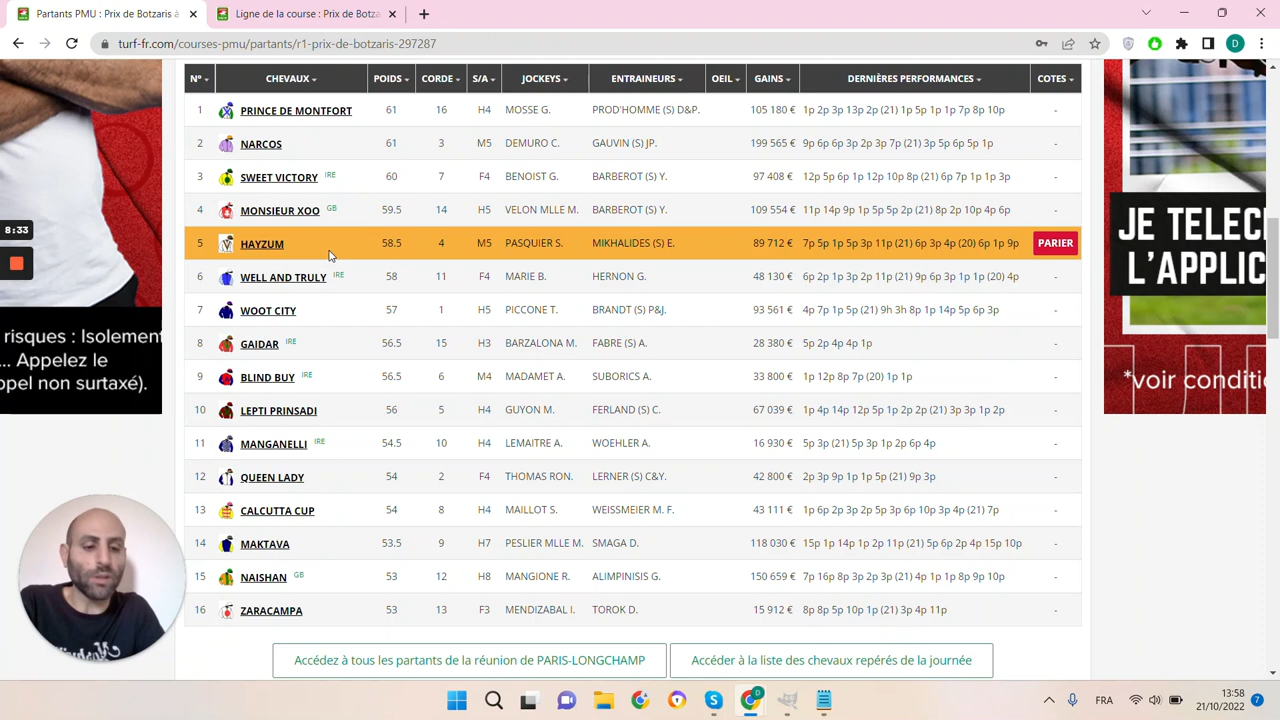 Partants PMU : Prix de Botzaris à
Ligne de la course : Prix de Botza
turf-fr.com/courses-pmu/partants/r1-prix-de-botzaris-297287
D
N° CHEVAUX POIDS CORDE S/A JOCKEYS ENTRAINEURS OEIL GAINS DERNIÈRES PERFORMANCES COTES
1 PRINCE DE MONTFORT 61 16 H4 MOSSE G. PROD'HOMME (S) D&P. 105 180 € 1p 2p 3p 13p 2p (21) 1p 5p 1p 1p 7p 8p 10p -
2 NARCOS 61 3 M5 DEMURO C. GAUVIN (S) JP. 199 565 € 9p 6p 6p 3p 2p 3p 7p (21) 3p 5p 6p 5p 1p -
3 SWEET VICTORY IRE 60 7 F4 BENOIST G. BARBEROT (S) Y. 97 408 € 12p 5p 6p 1p 12p 10p 8p (21) 6p 7p 1p 1p 3p -
4 MONSIEUR XOO GB 59.5 14 H5 VELON MLLE M. BARBEROT (S) Y. 109 554 € 11p 14p 9p 1p 5p 5p 2p (21) 8p 2p 10p 4p 6p -
5 HAYZUM 58.5 4 M5 PASQUIER S. MIKHALIDES (S) E. 89 712 € 7p 5p 1p 5p 3p 11p (21) 6p 3p 4p (20) 6p 1p 9p PARIER
6 WELL AND TRULY IRE 58 11 F4 MARIE B. HERNON G. 48 130 € 6p 2p 1p 3p 2p 11p (21) 9p 6p 3p 1p 1p (20) 4p -
7 WOOT CITY 57 1 H5 PICCONE T. BRANDT (S) P&J. 93 561 € 4p 7p 1p 5p (21) 9h 3h 8p 1p 14p 5p 6p 3p -
8 GAIDAR IRE 56.5 15 H3 BARZALONA M. FABRE (S) A. 28 380 € 5p 2p 4p 4p 1p -
9 BLIND BUY IRE 56.5 6 M4 MADAMET A. SUBORICS A. 33 800 € 1p 12p 8p 7p (20) 1p 1p -
10 LEPTI PRINSADI 56 5 H4 GUYON M. FERLAND (S) C. 67 039 € 1p 4p 14p 12p 5p 1p 2p 2p (21) 3p 3p 1p 2p -
11 MANGANELLI IRE 54.5 10 H4 LEMAITRE A. WOEHLER A. 16 930 € 5p 3p (21) 5p 3p 1p 2p 6p 4p -
12 QUEEN LADY 54 2 F4 THOMAS RON. LERNER (S) C&Y. 42 800 € 2p 3p 9p 1p 1p 5p (21) 9p 3p -
13 CALCUTTA CUP 54 8 H4 MAILLOT S. WEISSMEIER M. F. 43 111 € 1p 6p 2p 3p 2p 5p 3p 6p 10p 3p 4p (21) 7p -
14 MAKTAVA 53.5 9 H7 PESLIER MLLE M. SMAGA D. 118 030 € 15p 1p 14p 1p 2p 11p (21) 5p 6p 2p 4p 15p 10p -
15 NAISHAN GB 53 12 H8 MANGIONE R. ALIMPINISIS G. 150 659 € 7p 16p 8p 3p 2p 3p (21) 4p 1p 1p 8p 9p 10p -
16 ZARACAMPA 53 13 F3 MENDIZABAL I. TOROK D. 15 912 € 8p 8p 5p 10p 1p (21) 3p 4p 11p -
Accédez à tous les partants de la réunion de PARIS-LONGCHAMP
Accéder à la liste des chevaux repérés de la journée
8:33
risques : Isolement
... Appelez le
ppel non surtaxé).
JE TELEC
L'APPLIC
*voir conditi
FRA
13:58
21/10/2022
7